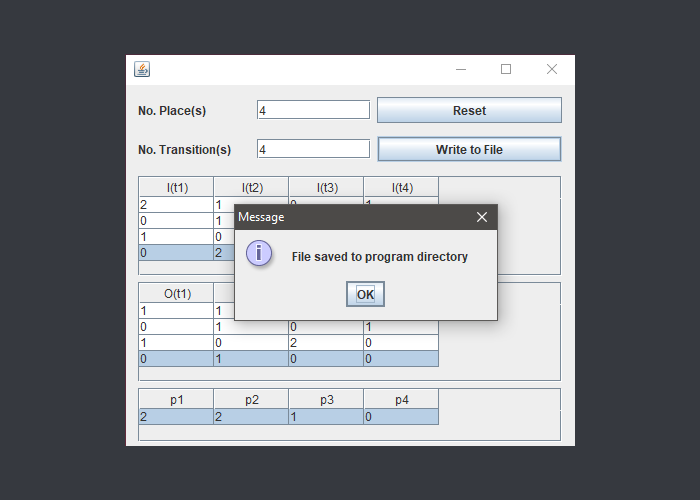 No. Place(s) 4 Reset
No. Transition(s) 4 Write to File
I(t1) I(t2) I(t3) I(t4)
2 1
0 1
1 0
0 2
Message
File saved to program directory
OK
O(t1)
1 1
0 1 0 1
1 0 2 0
0 1 0 0
p1 p2 p3 p4
2 2 1 0